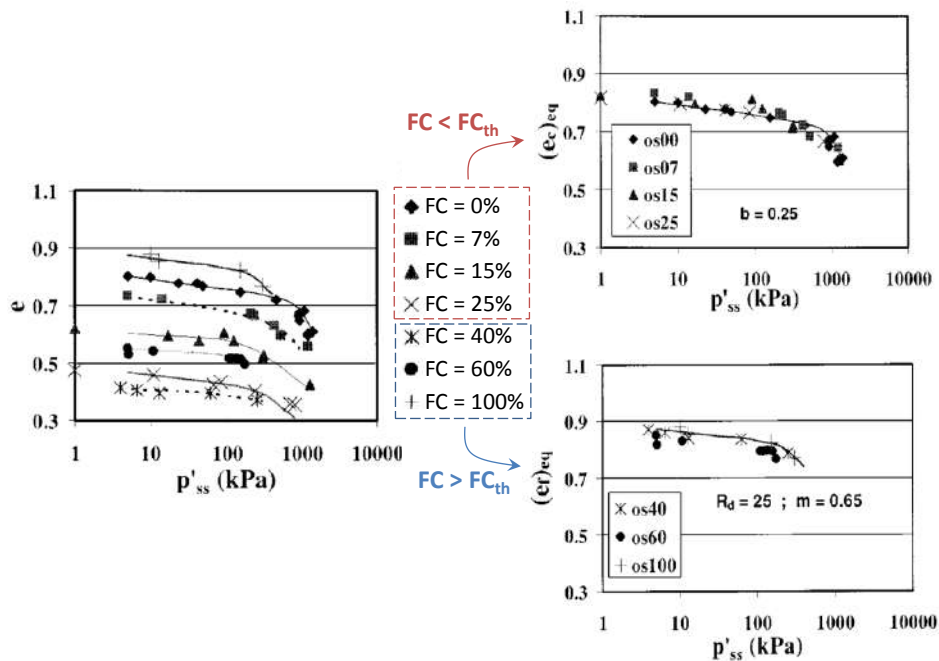 1.1
0.9
0.7
0.5
0.3
e
1 10 100 1000 10000
p'ss (kPa)
FC < FCth
FC = 0%
FC = 7%
FC = 15%
FC = 25%
FC = 40%
FC = 60%
FC = 100%
FC > FCth
1.1
0.9
0.7
0.5
0.3
(ec)eq
os00
os07
os15
os25
b = 0.25
1 10 100 1000 10000
p'ss (kPa)
1.1
0.9
0.7
0.5
0.3
(er)eq
os40
os60
os100
Rd = 25 ; m = 0.65
1 10 100 1000 10000
p'ss (kPa)